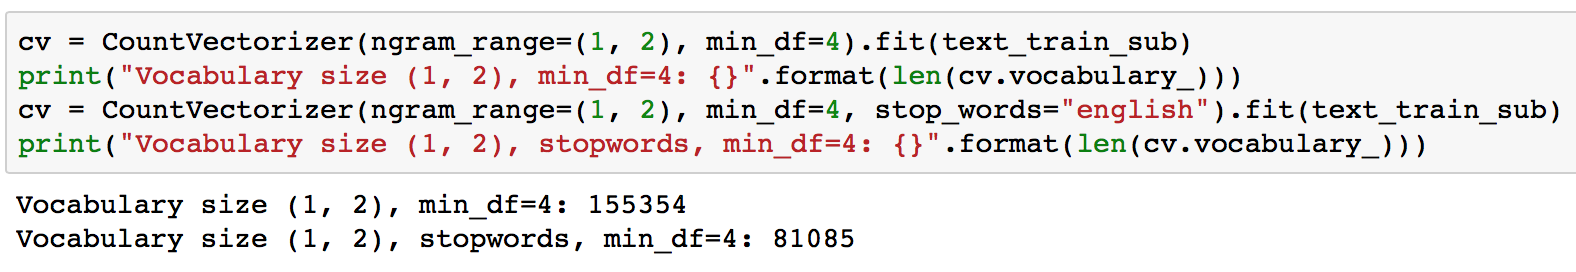 cv = CountVectorizer(ngram_range=(1, 2), min_df=4).fit(text_train_sub)
print("Vocabulary size (1, 2), min_df=4: {}".format(len(cv.vocabulary_)))
cv = CountVectorizer(ngram_range=(1, 2), min_df=4, stop_words="english").fit(text_train_sub)
print("Vocabulary size (1, 2), stopwords, min_df=4: {}".format(len(cv.vocabulary_)))
Vocabulary size (1, 2), min_df=4: 155354
Vocabulary size (1, 2), stopwords, min_df=4: 81085